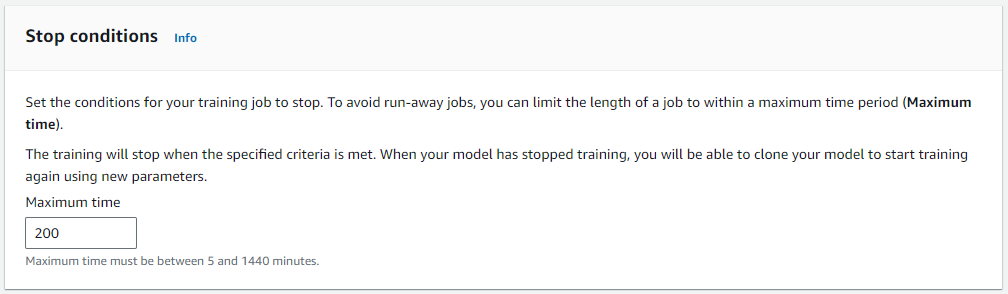 Stop conditions Info
Set the conditions for your training job to stop. To avoid run-away jobs, you can limit the length of a job to within a maximum time period (Maximum
time).
The training will stop when the specified criteria is met. When your model has stopped training, you will be able to clone your model to start training
again using new parameters.
Maximum time
200
Maximum time must be between 5 and 1440 minutes.